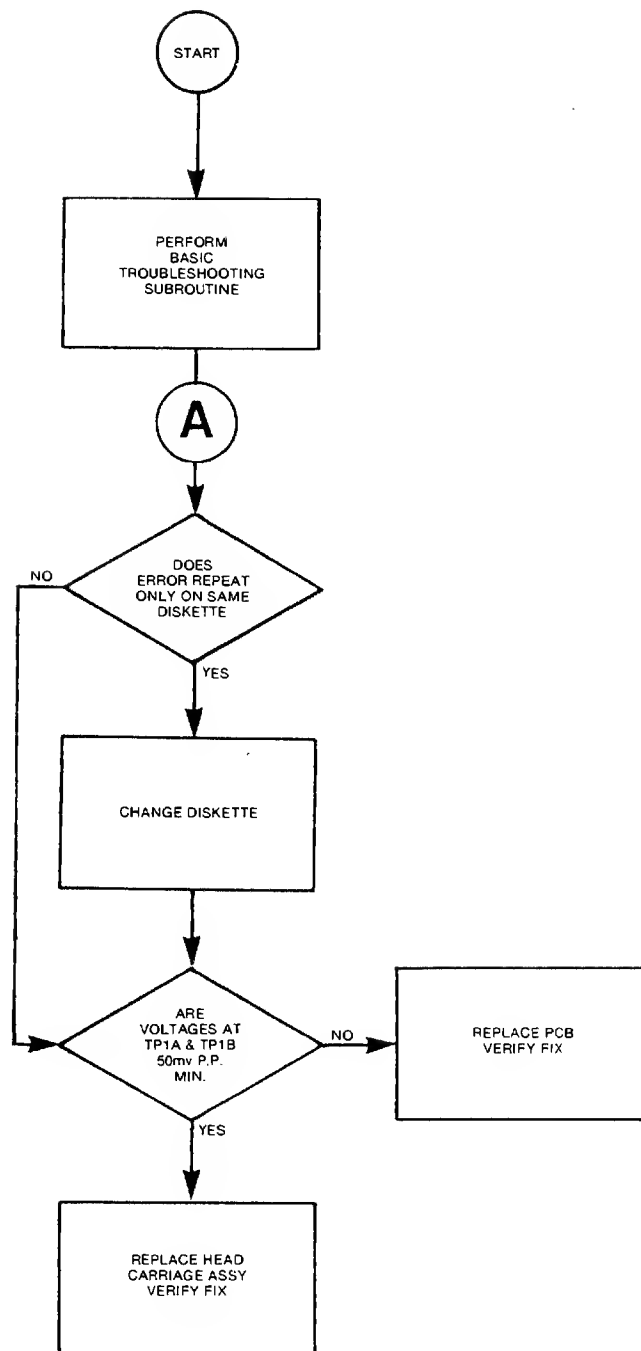 START
PERFORM
BASIC
TROUBLESHOOTING
SUBROUTINE
A
DOES
ERROR REPEAT
ONLY ON SAME
DISKETTE
NO
YES
CHANGE DISKETTE
ARE
VOLTAGES AT
TP1A & TP1B
50mv P.P.
MIN.
NO
REPLACE PCB
VERIFY FIX
YES
REPLACE HEAD
CARRIAGE ASSY
VERIFY FIX